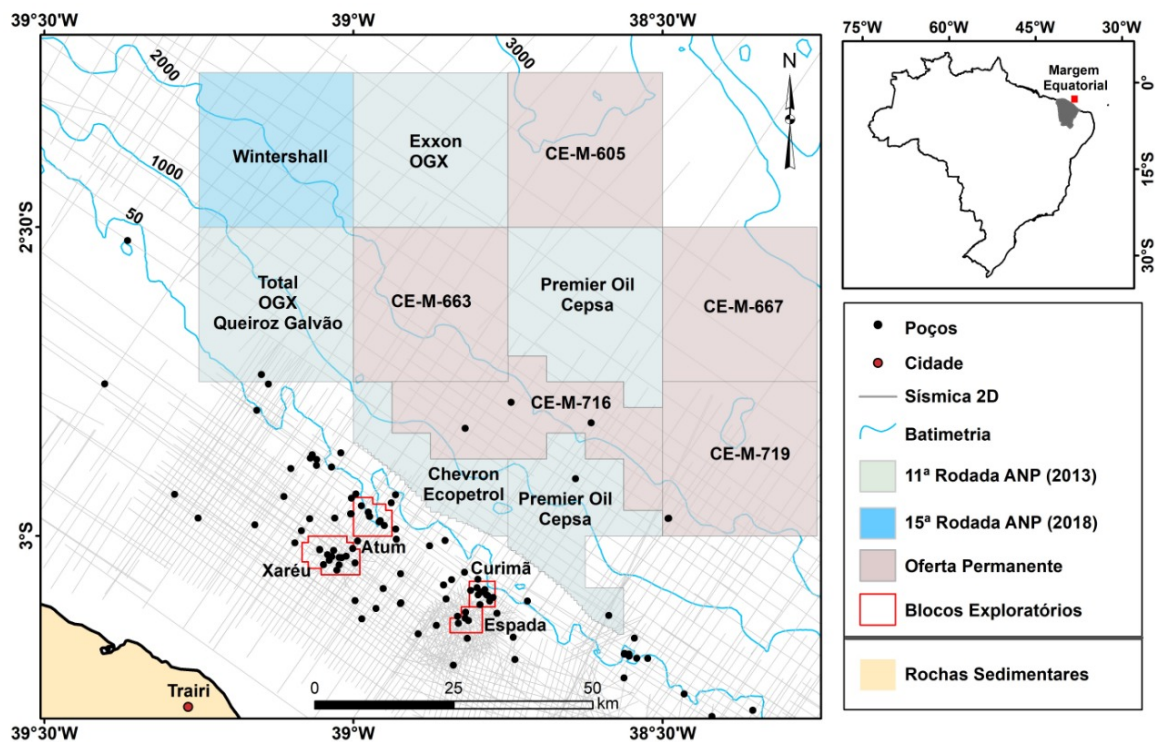 39°30'W
39°W
38°30'W
2°30'S
3°S
39°30'W
39°W
38°30'W
2000
3000
1000
50
N
Wintershall
Exxon
OGX
CE-M-605
Total
OGX
Queiroz Galvão
CE-M-663
Premier Oil
Cepsa
CE-M-667
CE-M-716
CE-M-719
Chevron
Ecopetrol
Premier Oil
Cepsa
Atum
Xaréu
Curimã
Espada
Trairi
0 25 50
km
75°W 60°W 45°W 30°W
0°
15°S
30°S
Margem
Equatorial
Poços
Cidade
Sísmica 2D
Batimetria
11ª Rodada ANP (2013)
15ª Rodada ANP (2018)
Oferta Permanente
Blocos Exploratórios
Rochas Sedimentares